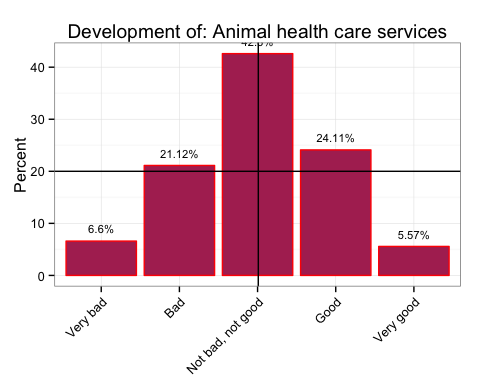 Development of: Animal health care services
Percent
40
30
20
10
0
6.6%
21.12%
24.11%
5.57%
Very bad
Bad
Not bad, not good
Good
Very good